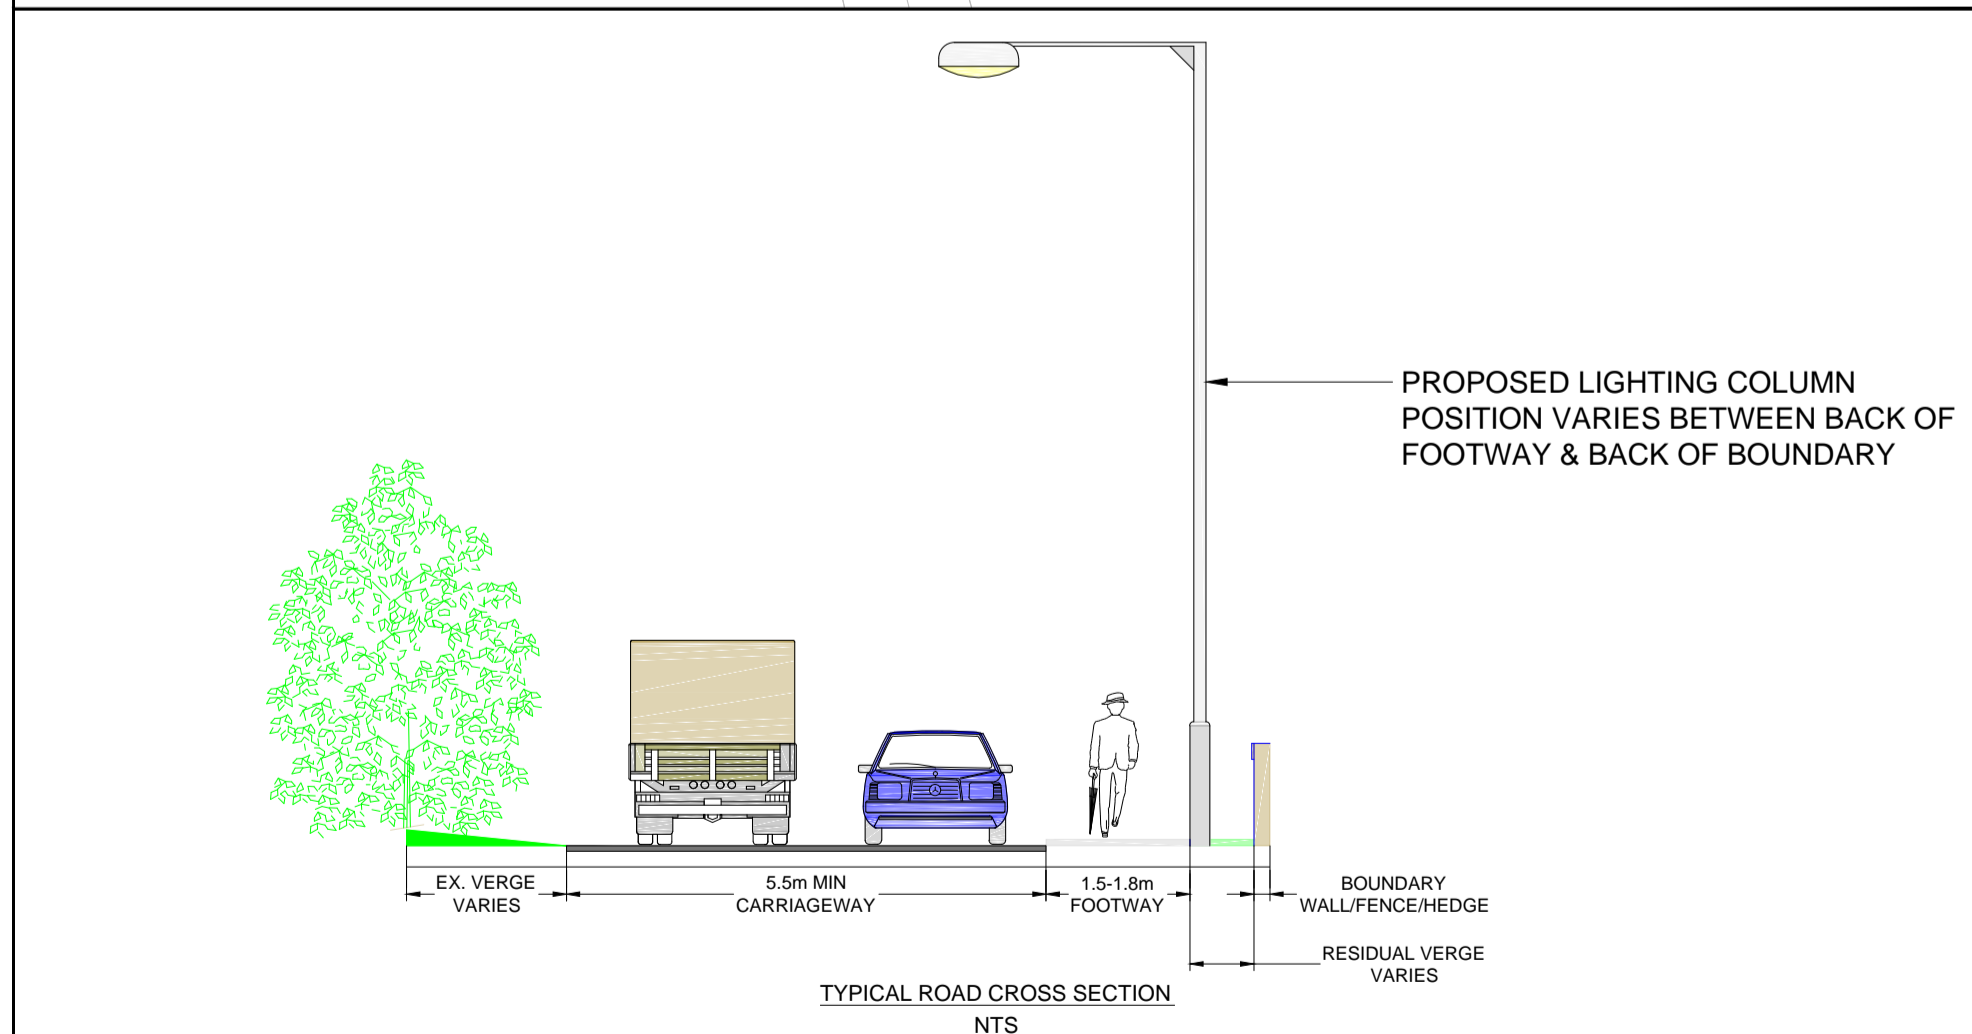 PROPOSED LIGHTING COLUMN
POSITION VARIES BETWEEN BACK OF
FOOTWAY & BACK OF BOUNDARY
EX. VERGE
VARIES
5.5m MIN
CARRIAGEWAY
1.5-1.8m
FOOTWAY
BOUNDARY
WALL/FENCE/HEDGE
RESIDUAL VERGE
VARIES
TYPICAL ROAD CROSS SECTION
NTS